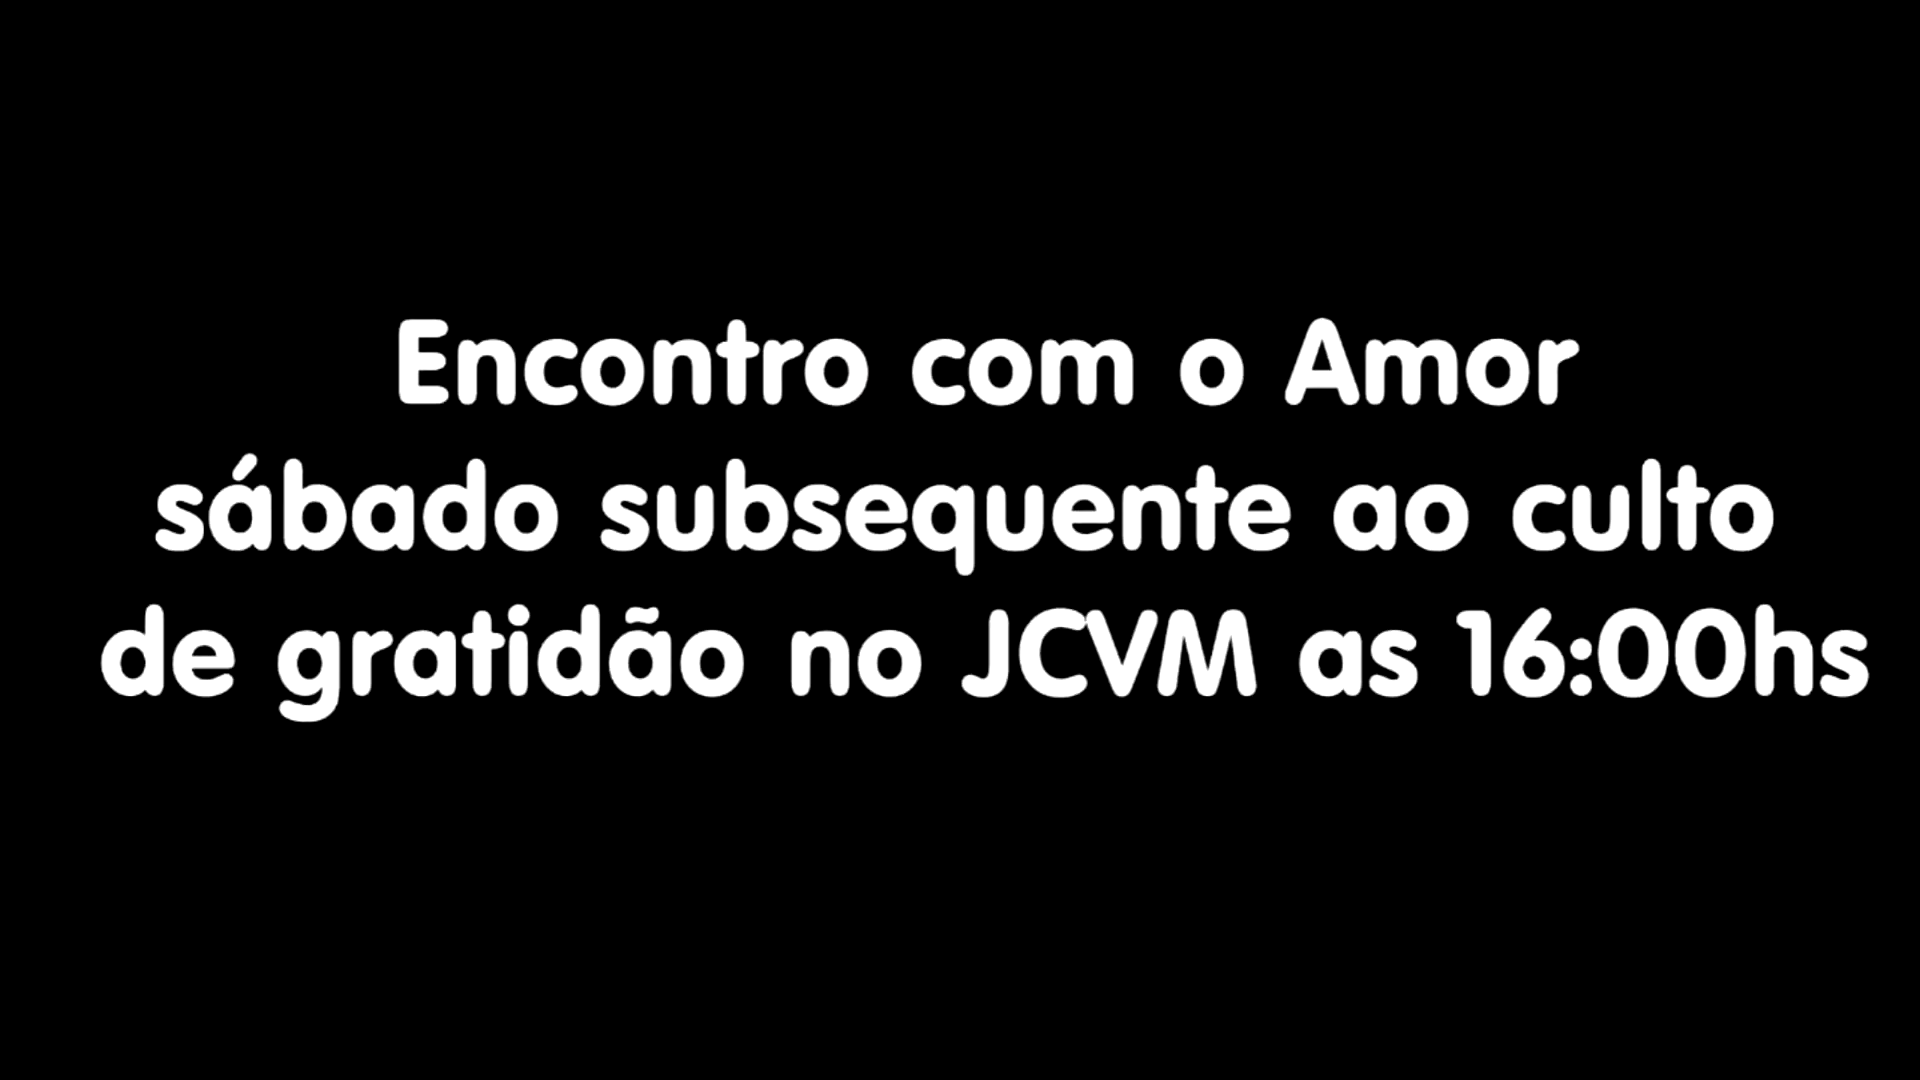 Encontro com o Amor
sábado subsequente ao culto
de gratidão no JCVM as 16:00hs